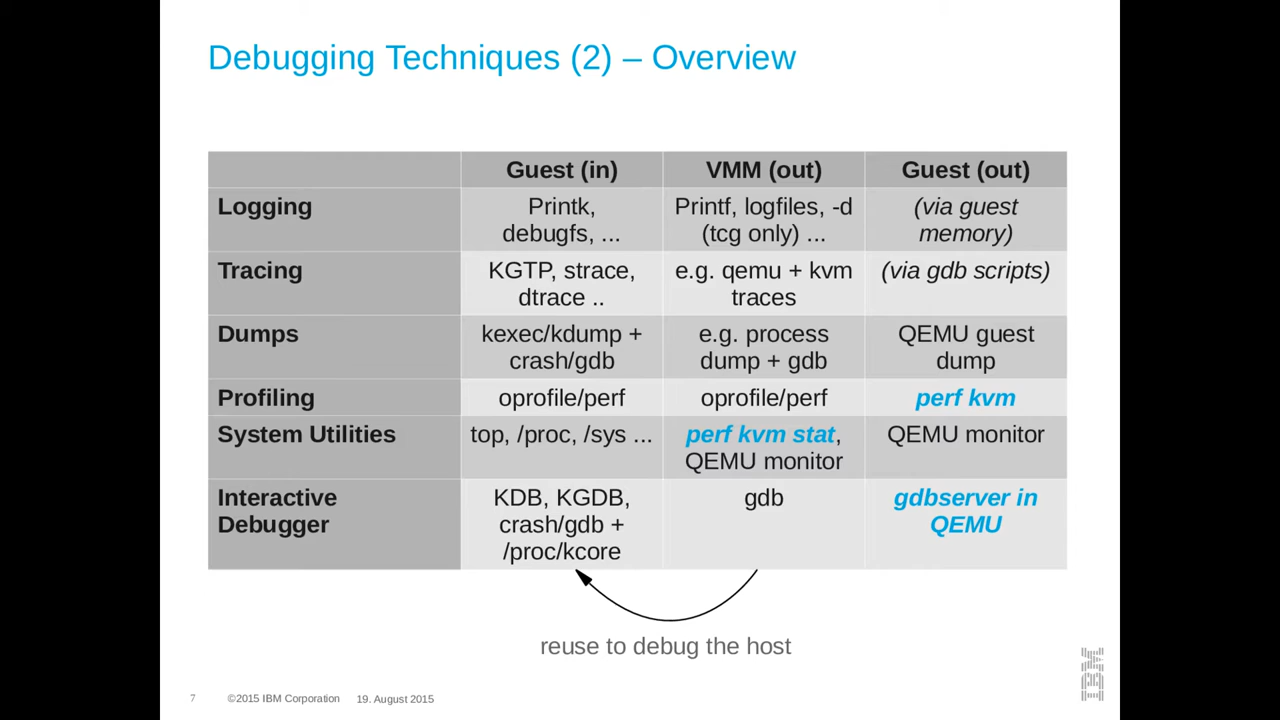 Debugging Techniques (2) – Overview
Guest (in) VMM (out) Guest (out)
Logging
Printk,
debugfs, ...
Printf, logfiles, -d
(tcg only) ...
(via guest
memory)
Tracing
KGTP, strace,
dtrace ..
e.g. qemu + kvm
traces
(via gdb scripts)
Dumps
kexec/kdump +
crash/gdb
e.g. process
dump + gdb
QEMU guest
dump
Profiling
oprofile/perf
oprofile/perf
perf kvm
System Utilities
top, /proc, /sys ...
perf kvm stat,
QEMU monitor
QEMU monitor
Interactive
Debugger
KDB, KGDB,
crash/gdb +
/proc/kcore
gdb
gdbserver in
QEMU
reuse to debug the host
IBM
7 ©2015 IBM Corporation 19. August 2015